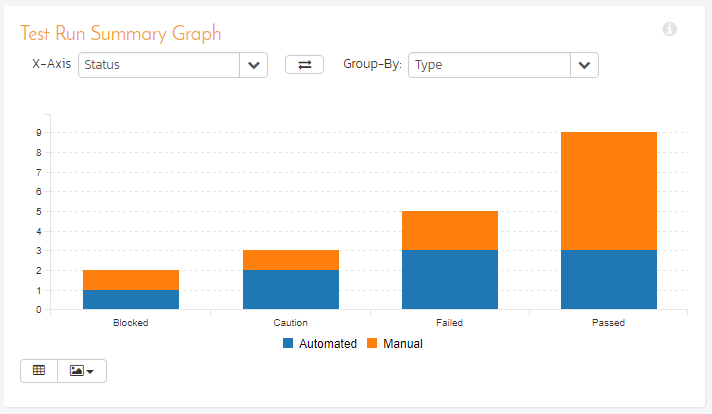 Test Run Summary Graph
X-Axis Status Group-By: Type
9
8
7
6
5
4
3
2
1
0
Blocked Caution Failed Passed
Automated Manual